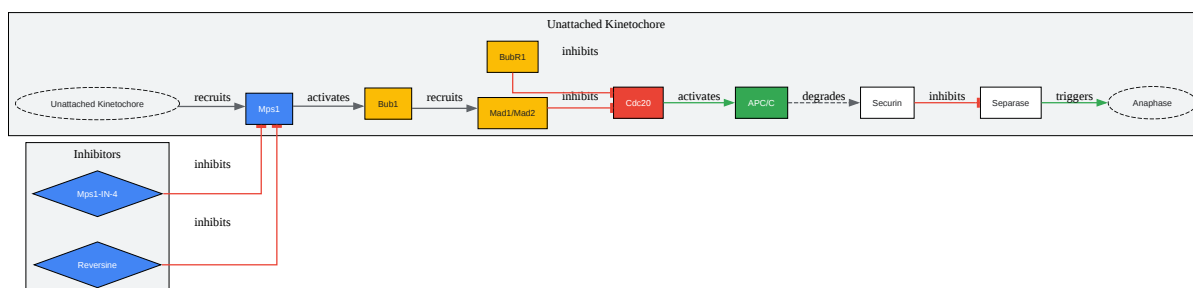 Unattached Kinetochore
BubR1
inhibits
Unattached Kinetochore
recruits
Mps1
activates
Bub1
recruits
Mad1/Mad2
inhibits
Cdc20
activates
APC/C
degrades
Securin
inhibits
Separase
triggers
Anaphase
Inhibitors
inhibits
Mps1-IN-4
inhibits
Reversine